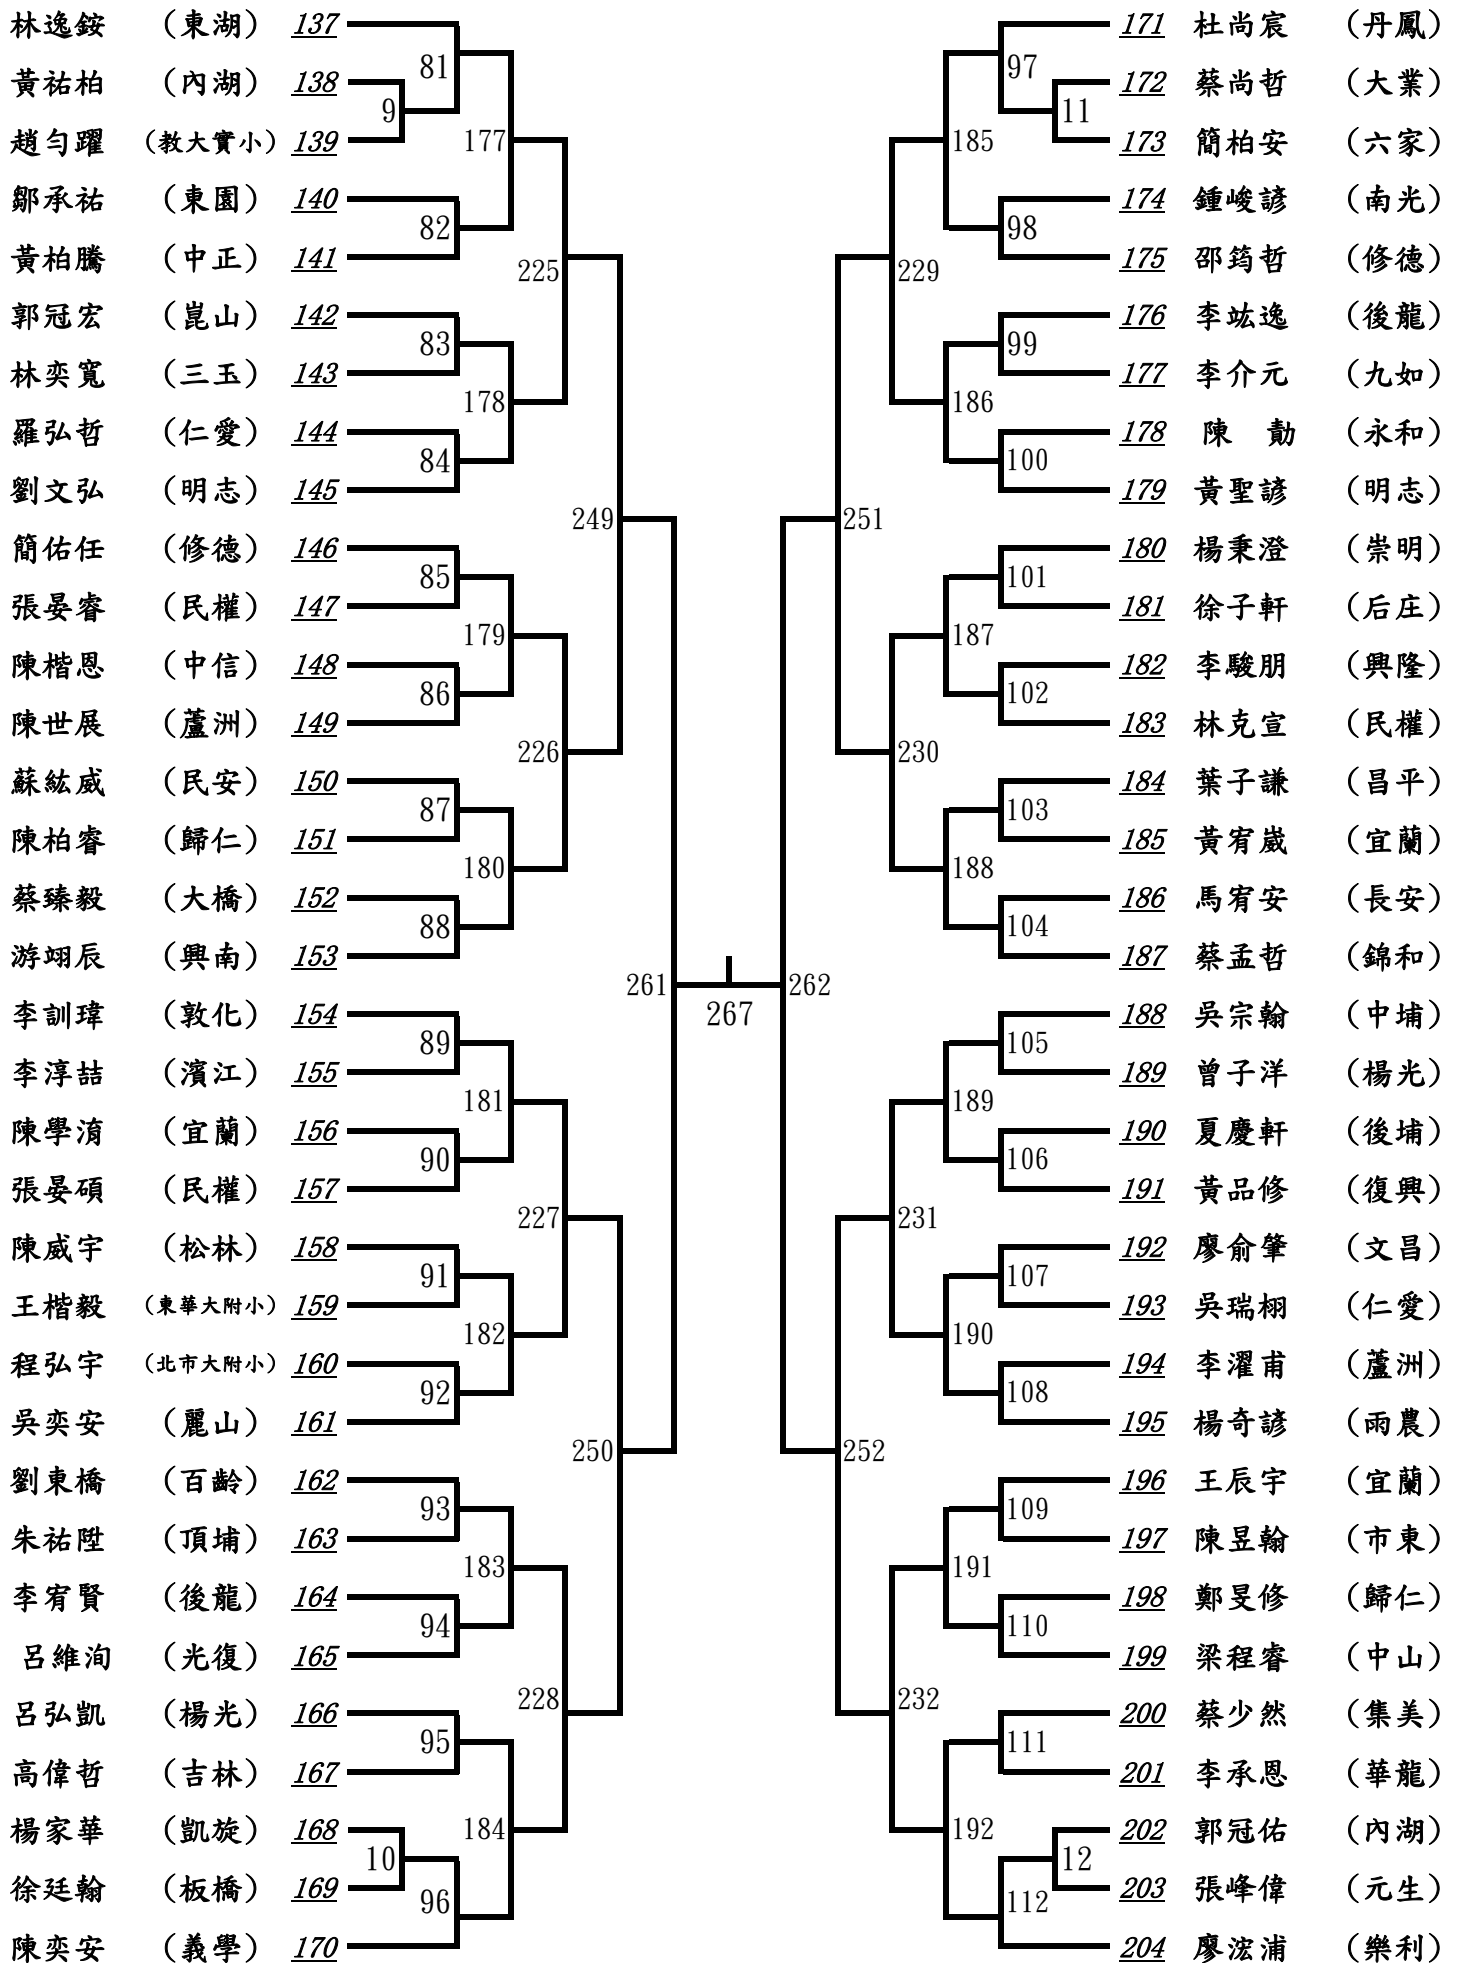 林逸銨 (東湖) 137
黃祐柏 (內湖) 138
趙勻躍 (教大實小) 139
鄒承祐 (東園) 140
黃柏騰 (中正) 141
郭冠宏 (崑山) 142
林奕寬 (三玉) 143
羅弘哲 (仁愛) 144
劉文弘 (明志) 145
簡佑任 (修德) 146
張晏睿 (民權) 147
陳楷恩 (中信) 148
陳世展 (蘆洲) 149
蘇紘威 (民安) 150
陳柏睿 (歸仁) 151
蔡臻毅 (大橋) 152
游翊辰 (興南) 153
李訓瑋 (敦化) 154
李淳喆 (濱江) 155
陳學淯 (宜蘭) 156
張晏碩 (民權) 157
陳威宇 (松林) 158
王楷毅 (東華大附小) 159
程弘宇 (北市大附小) 160
吳奕安 (麗山) 161
劉東橋 (百齡) 162
朱祐陞 (頂埔) 163
李宥賢 (後龍) 164
呂維洵 (光復) 165
呂弘凱 (楊光) 166
高偉哲 (吉林) 167
楊家華 (凱旋) 168
徐廷翰 (板橋) 169
陳奕安 (義學) 170
9
10
81
82
83
84
85
86
87
88
89
90
91
92
93
94
95
96
177
178
179
180
181
182
183
184
225
226
227
228
249
250
261
267
262
251
252
229
230
231
232
185
186
187
188
189
190
191
192
97
98
99
100
101
102
103
104
105
106
107
108
109
110
111
112
11
12
171 杜尚宸 (丹鳳)
172 蔡尚哲 (大業)
173 簡柏安 (六家)
174 鍾峻諺 (南光)
175 邵筠哲 (修德)
176 李竑逸 (後龍)
177 李介元 (九如)
178 陳 勣 (永和)
179 黃聖諺 (明志)
180 楊秉澄 (崇明)
181 徐子軒 (后庄)
182 李駿朋 (興隆)
183 林克宣 (民權)
184 葉子謙 (昌平)
185 黃宥崴 (宜蘭)
186 馬宥安 (長安)
187 蔡孟哲 (錦和)
188 吳宗翰 (中埔)
189 曾子洋 (楊光)
190 夏慶軒 (後埔)
191 黃品修 (復興)
192 廖俞肇 (文昌)
193 吳瑞栩 (仁愛)
194 李濯甫 (蘆洲)
195 楊奇諺 (雨農)
196 王辰宇 (宜蘭)
197 陳昱翰 (市東)
198 鄭旻修 (歸仁)
199 梁程睿 (中山)
200 蔡少然 (集美)
201 李承恩 (華龍)
202 郭冠佑 (內湖)
203 張峰偉 (元生)
204 廖浤浦 (樂利)